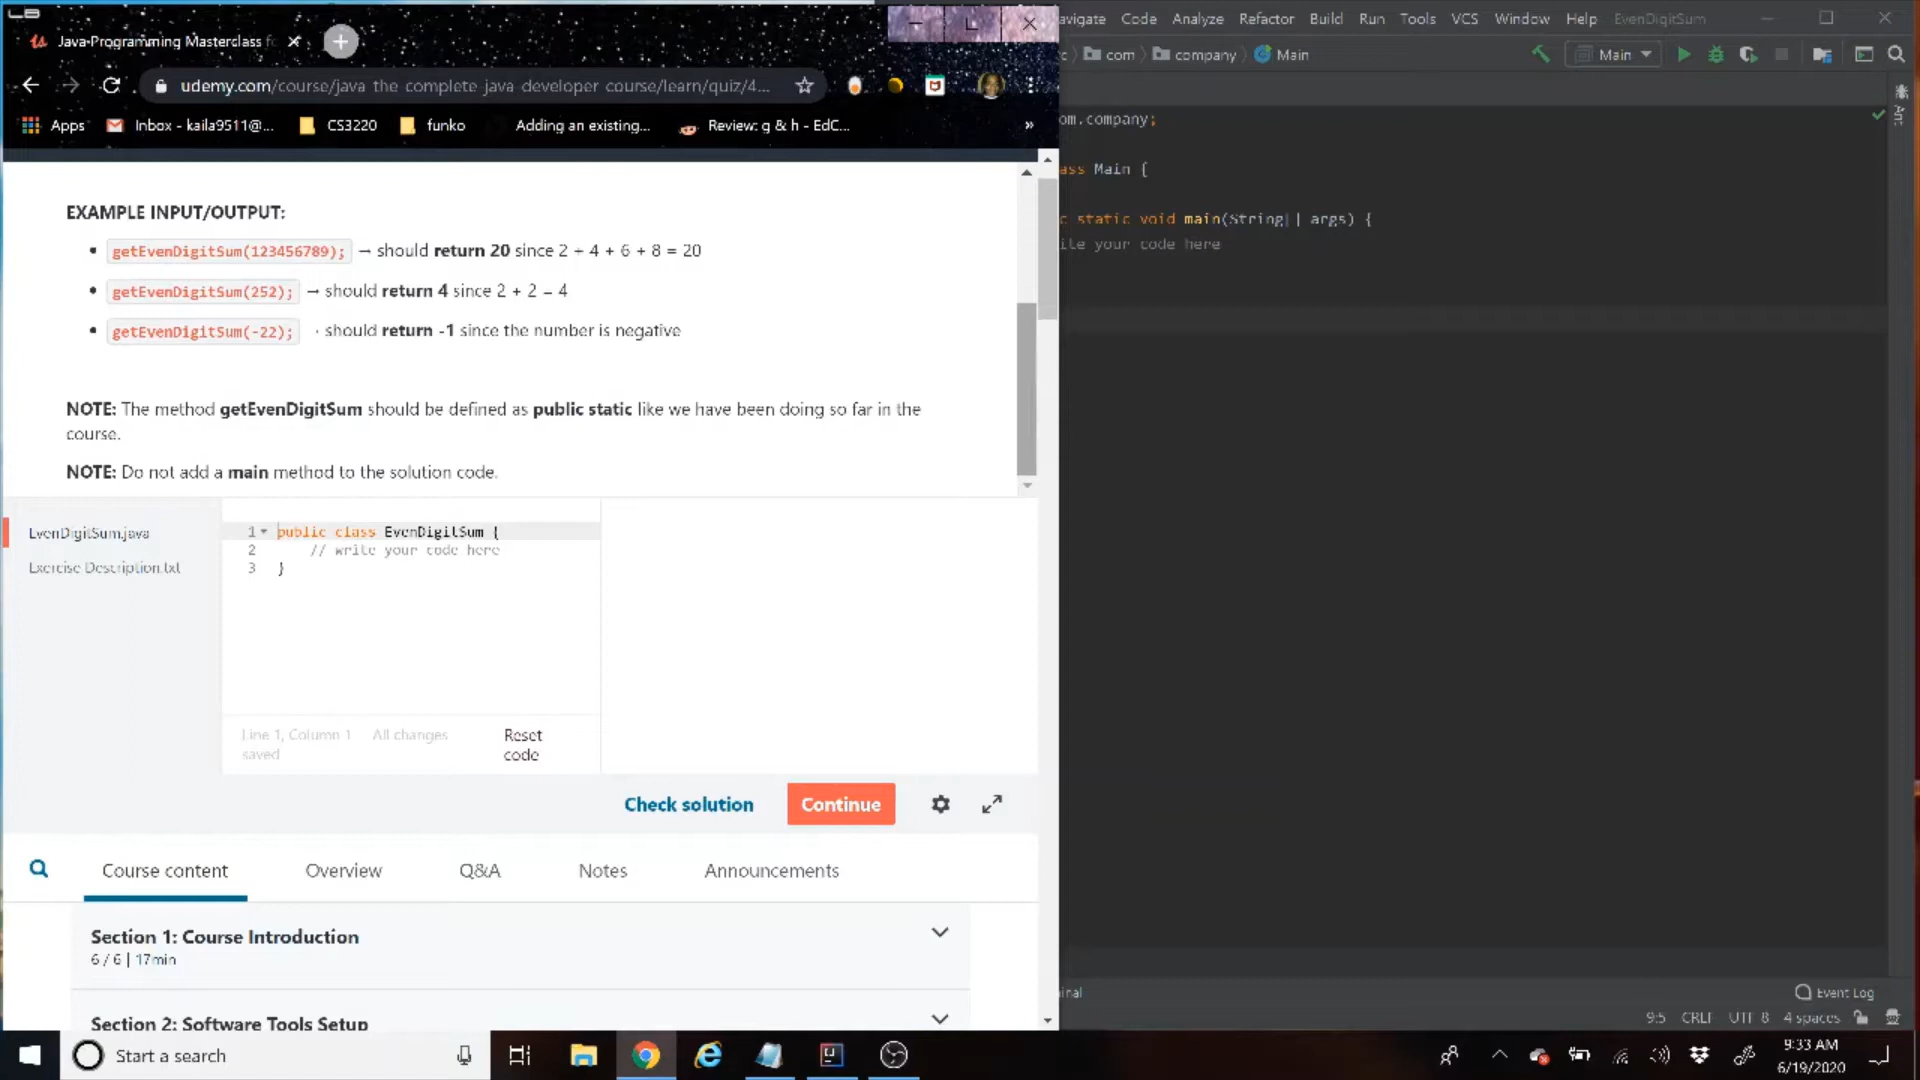 Java-Programming Masterclass f
udemy.com/course/java the complete java developer course/learn/quiz/4...
Apps
Inbox - kaila9511@...
CS3220
funko
Adding an existing...
Review: g & h - EdC...
»
EXAMPLE INPUT/OUTPUT:
getEvenDigitSum(123456789); → should return 20 since 2 + 4 + 6 + 8 = 20
getEvenDigitSum(252); → should return 4 since 2 + 2 = 4
getEvenDigitSum(-22); should return -1 since the number is negative
NOTE: The method getEvenDigitSum should be defined as public static like we have been doing so far in the
course.
NOTE: Do not add a main method to the solution code.
EvenDigitSum.java
Exercise Description.txt
1 public class EvenDigitSum {
2 // write your code here
3 }
Line 1, Column 1 All changes
saved
Reset
code
Check solution
Continue
Course content
Overview
Q&A
Notes
Announcements
Section 1: Course Introduction
6 / 6 | 17min
Section 2: Software Tools Setup
avigate Code Analyze Refactor Build Run Tools VCS Window Help EvenDigitSum
c com company Main
Main
Ant
om.company;
ass Main {
c static void main(String[] args) {
ite your code here
inal
Event Log
9:5 CRLF UTF 8 4 spaces
Start a search
9:33 AM
6/19/2020